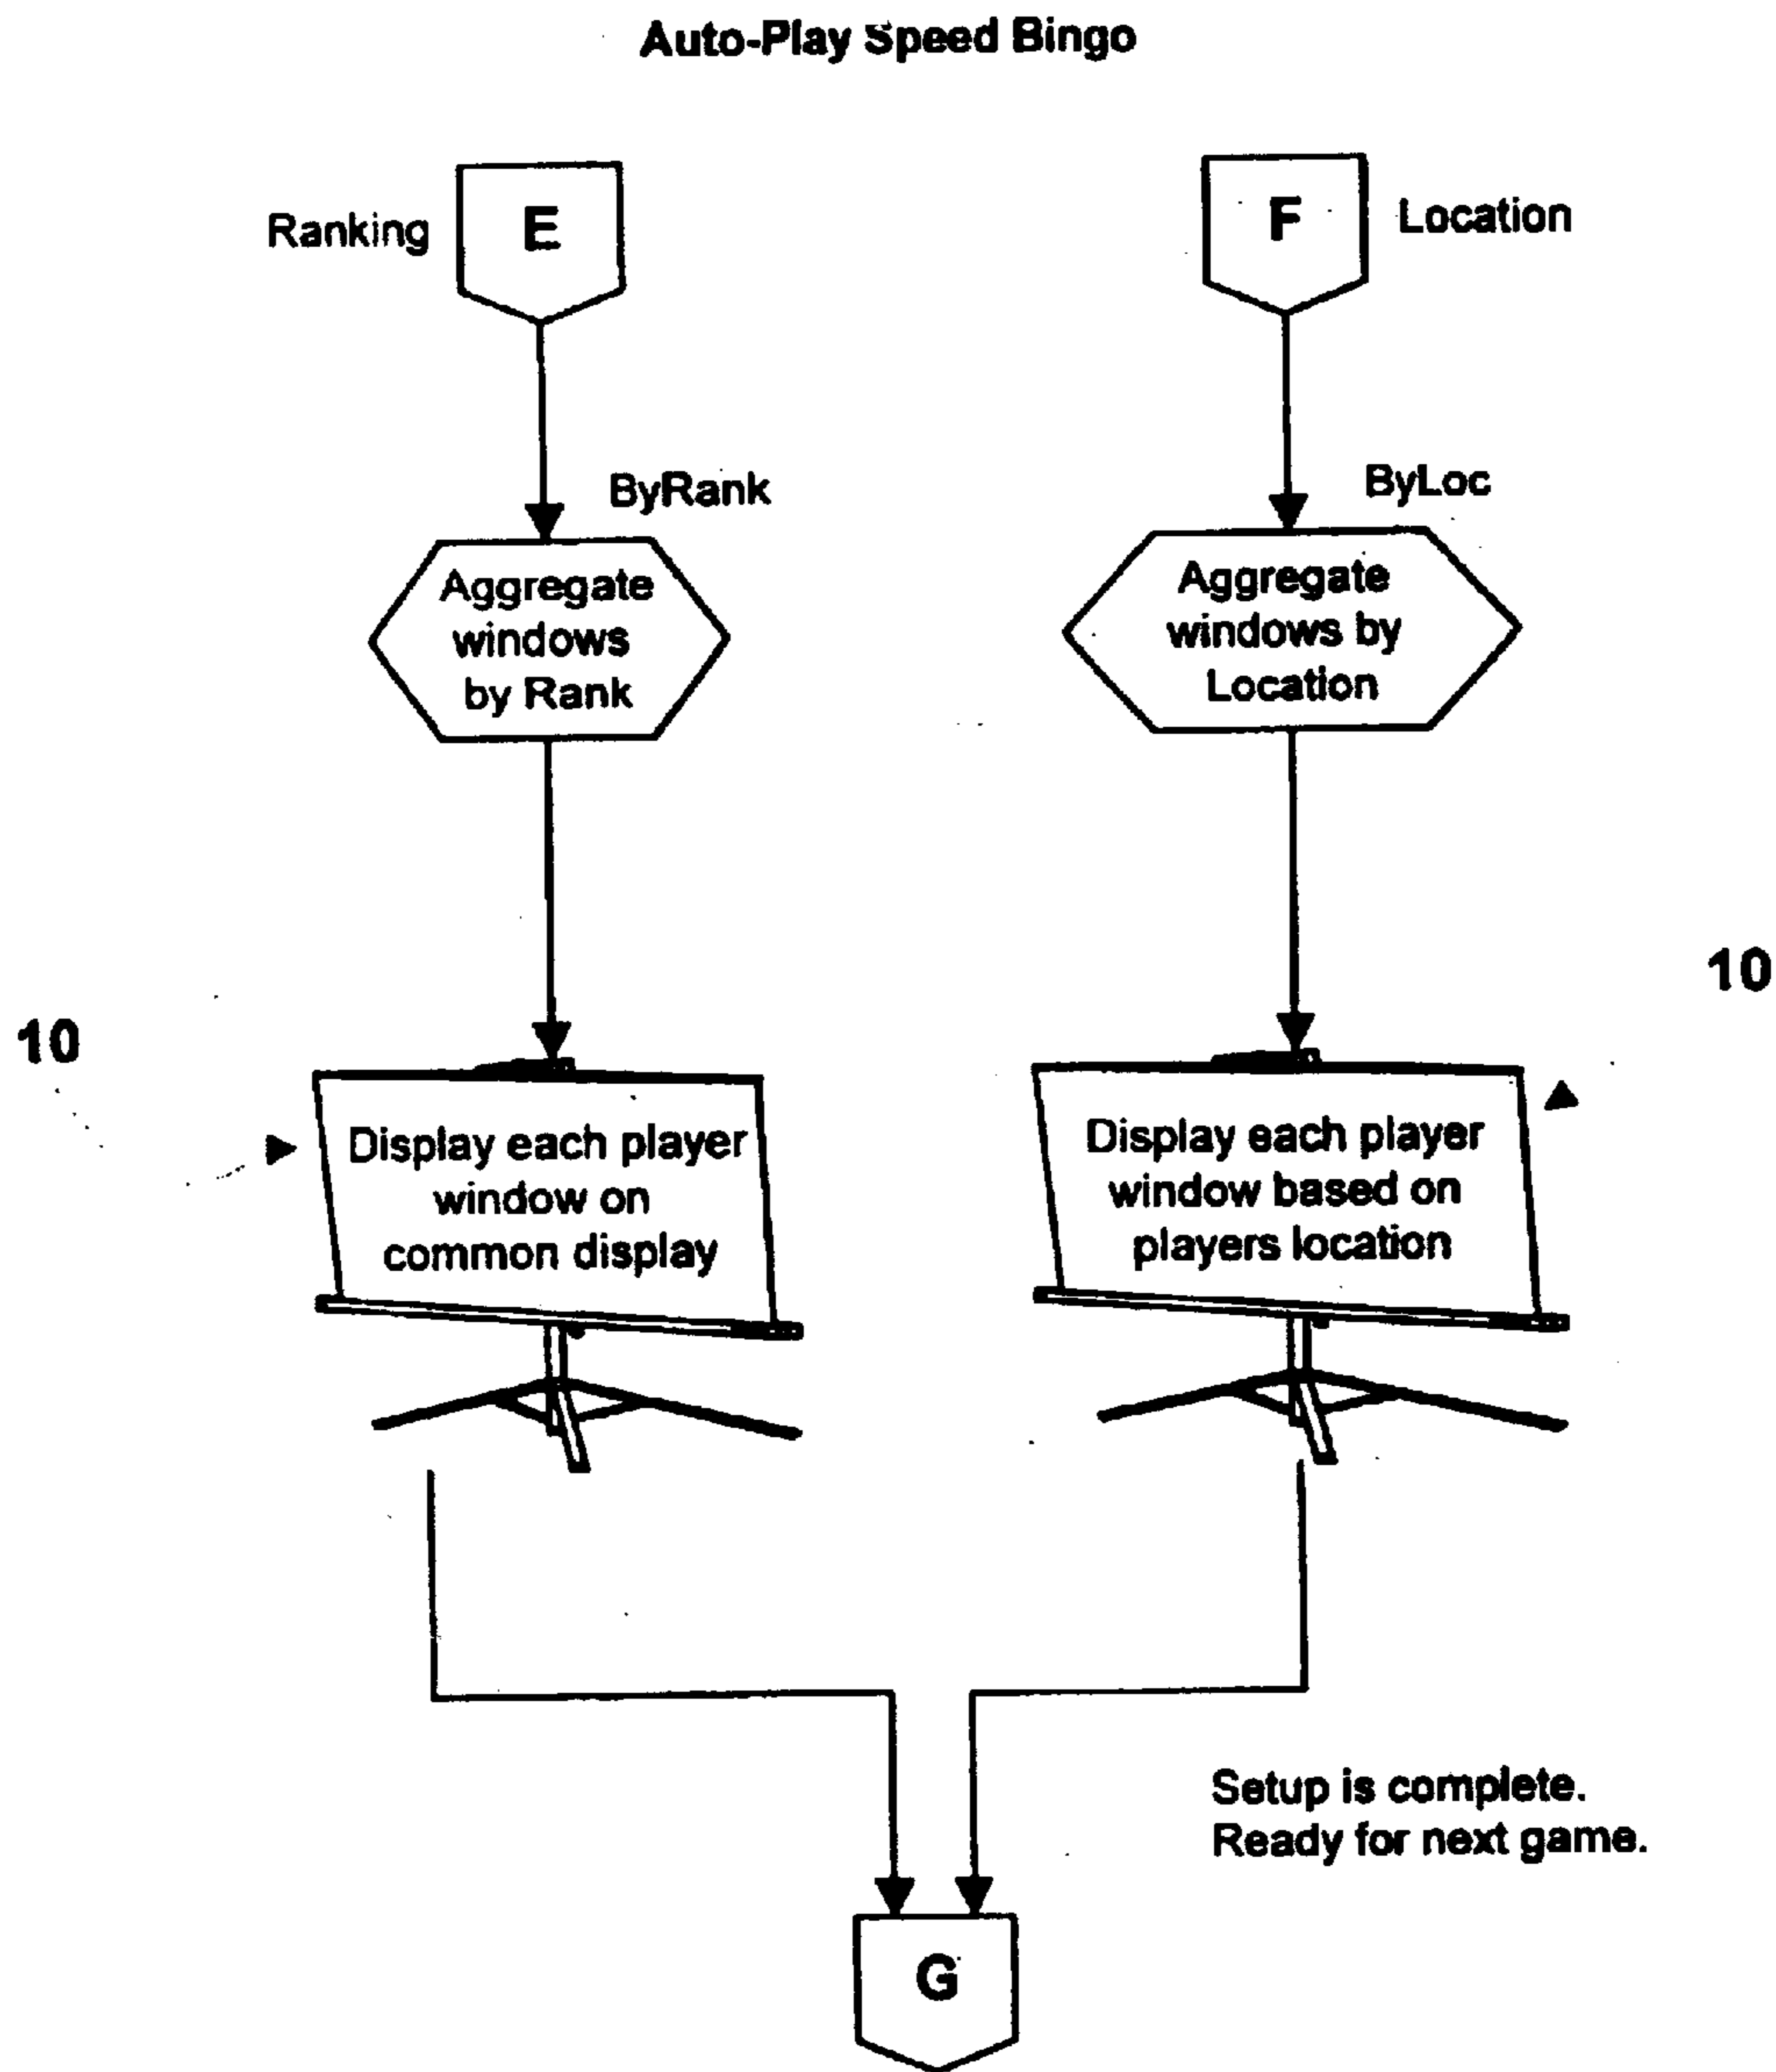 Auto-Play Speed Bingo
Ranking
E
F
Location
ByRank
ByLoc
Aggregate
windows
by Rank
Aggregate
windows by
Location
10
10
Display each player
window on
common display
Display each player
window based on
players location
Setup is complete.
Ready for next game.
G